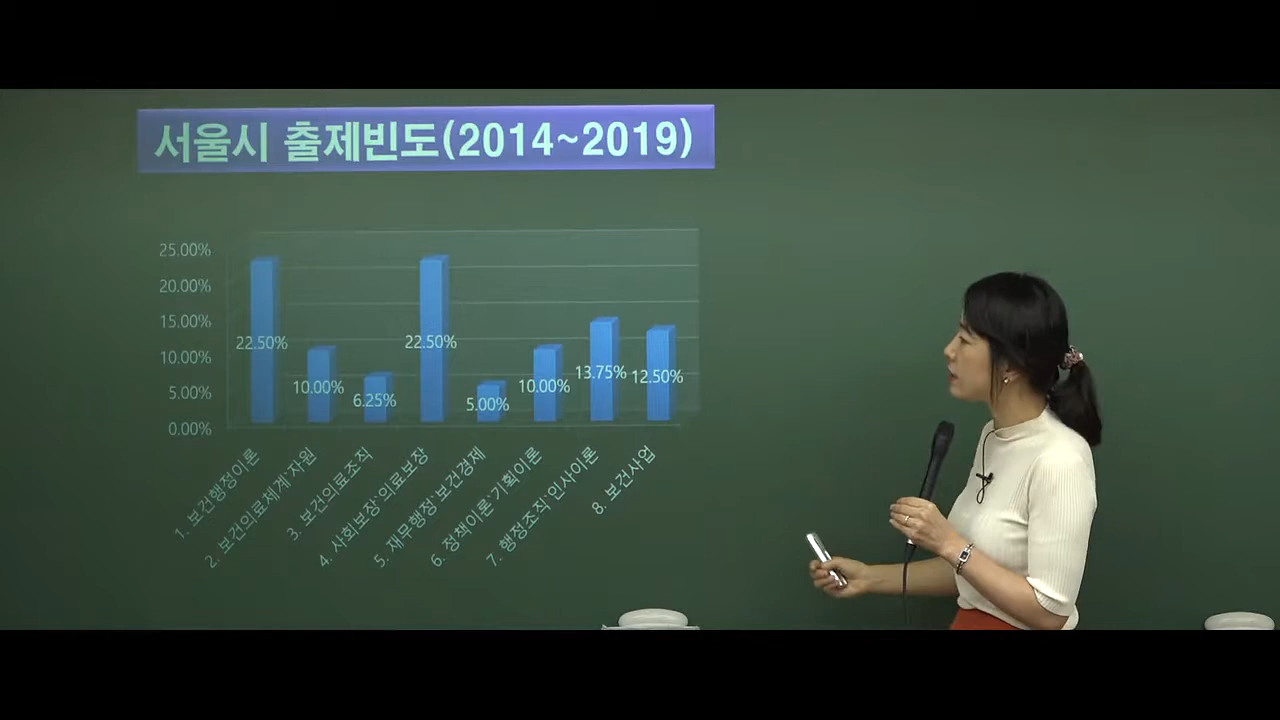 서울시 출제빈도(2014~2019)
25.00%
20.00%
15.00%
10.00%
5.00%
0.00%
22.50%
10.00%
6.25%
22.50%
5.00%
10.00%
13.75%
12.50%
1. 보건행정이론
2. 보건의료체계·자원
3. 보건의료조직
4. 사회보장·의료보장
5. 재무행정·보건경제
6. 정책이론·기획이론
7. 행정조직·인사이론
8. 보건사업